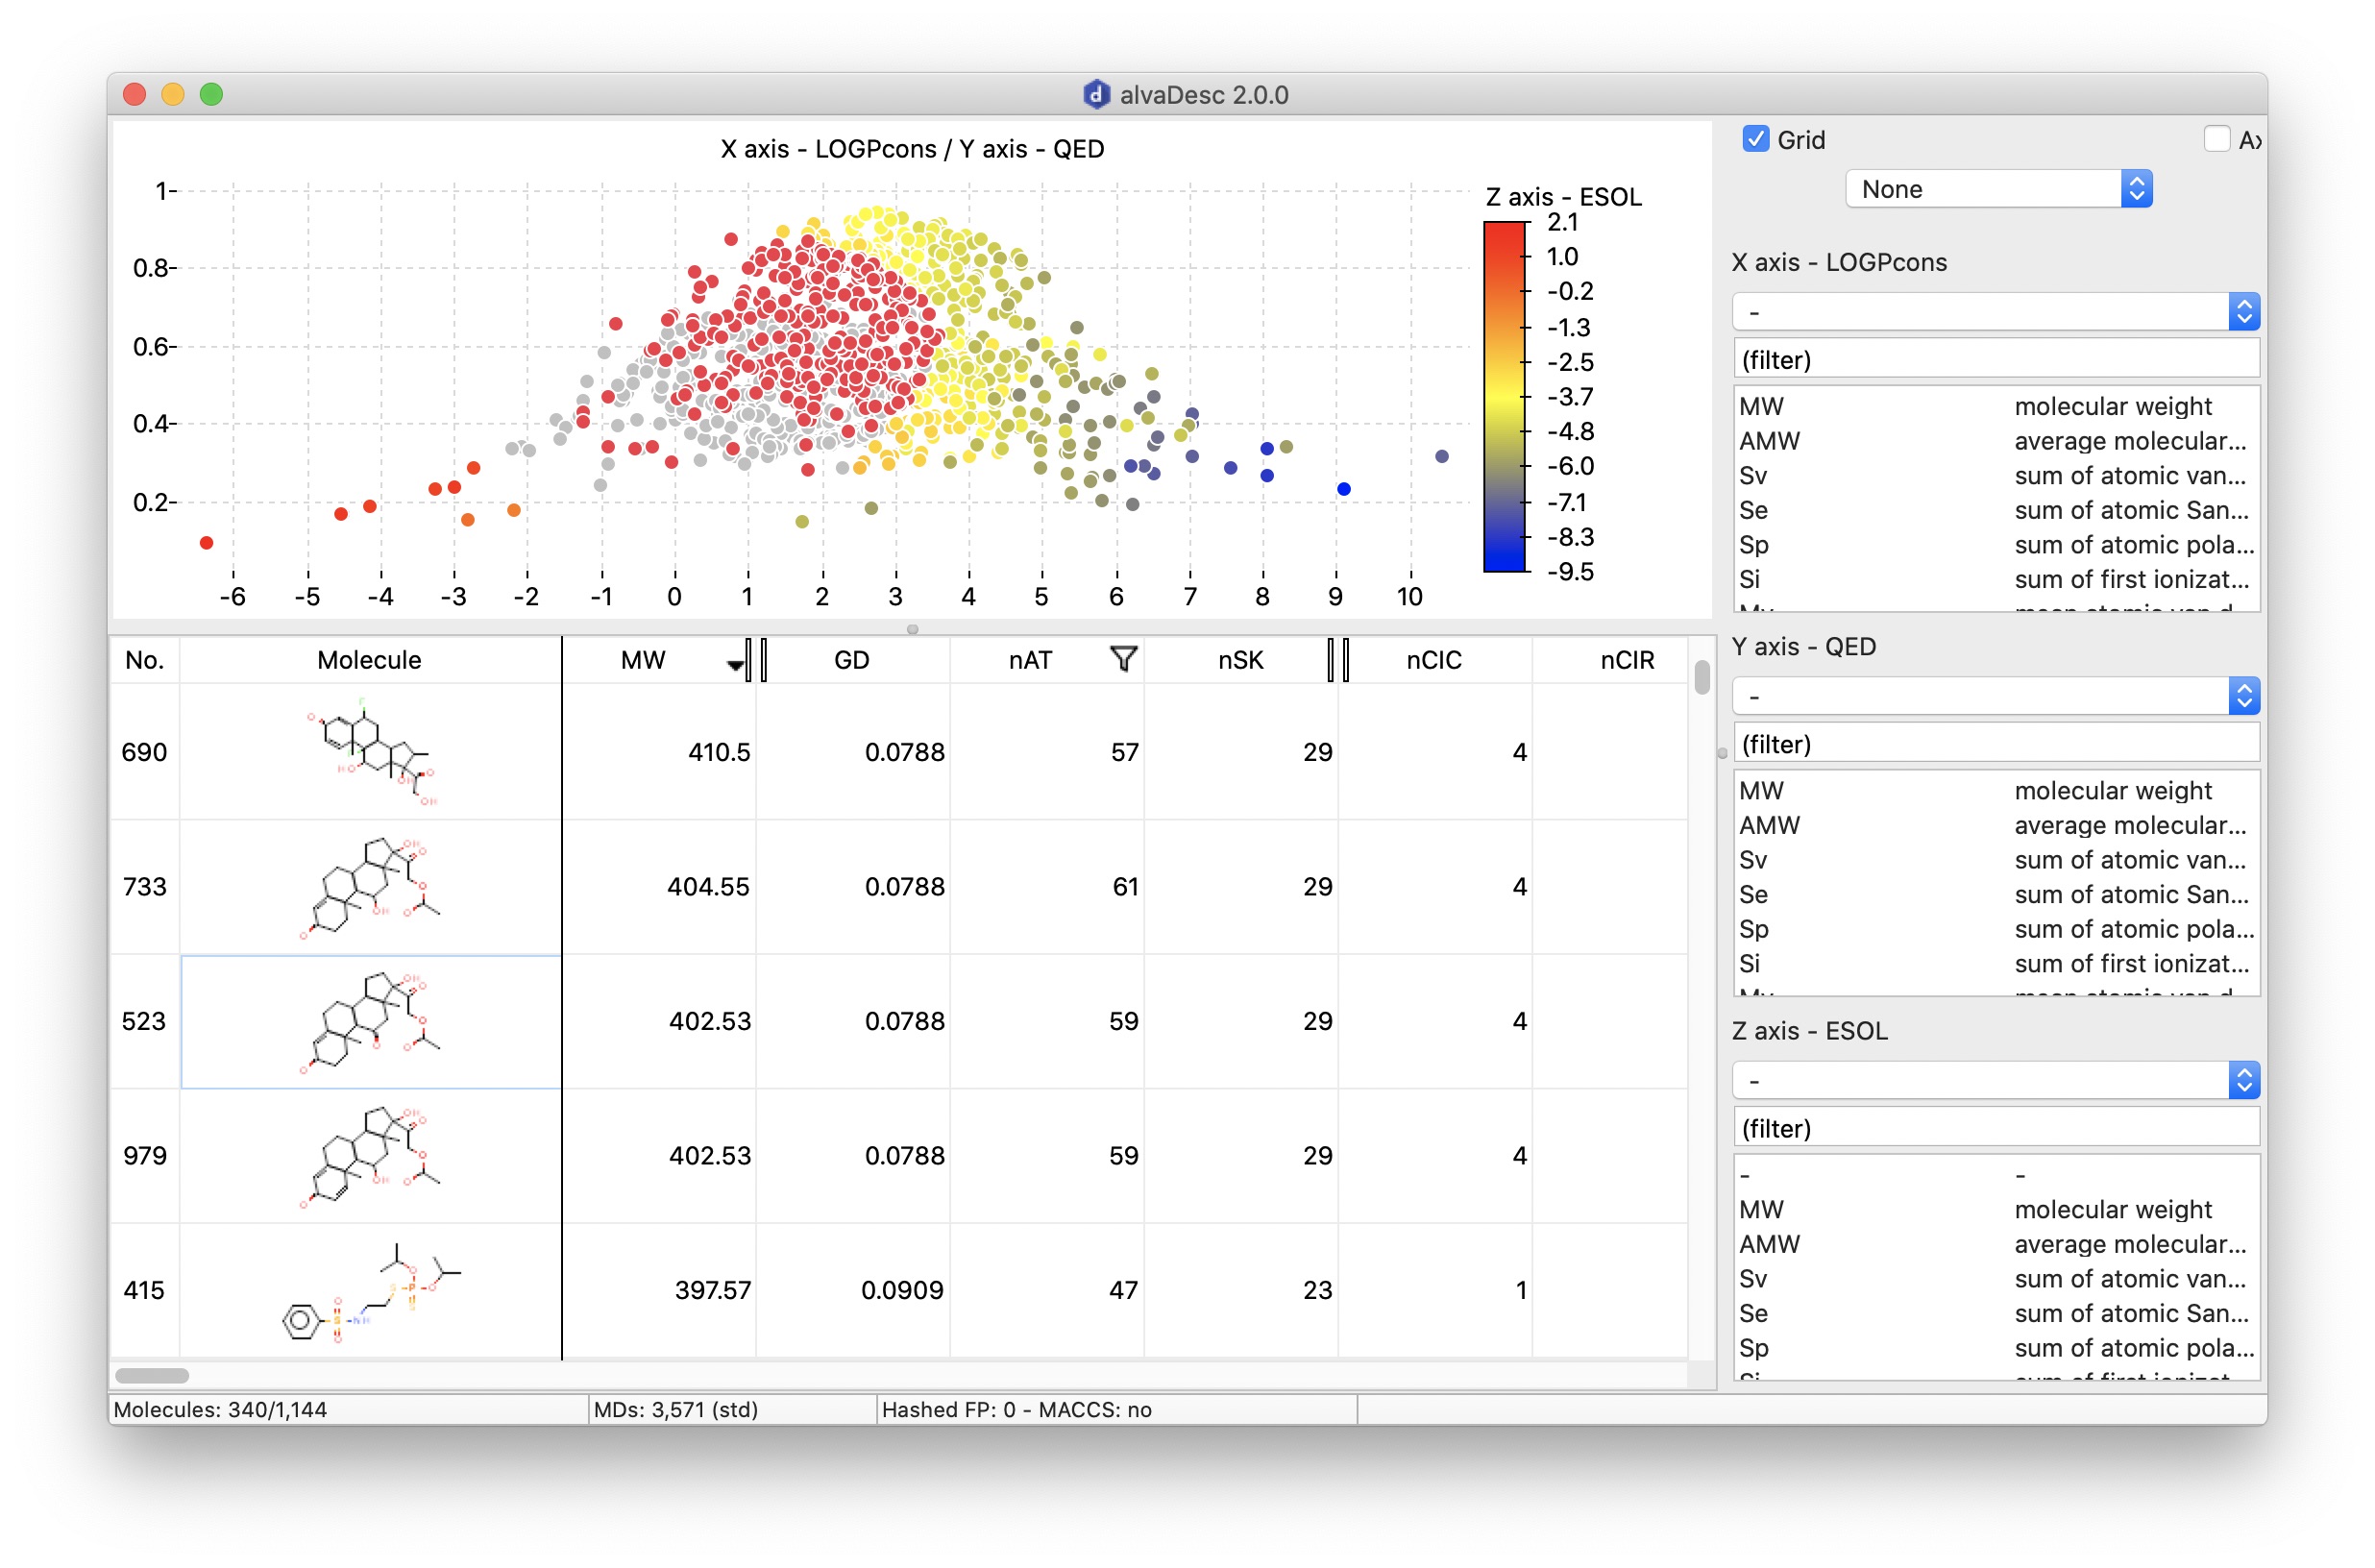 alvaDesc 2.0.0
X axis - LOGPcons / Y axis - QED
1
0.8
0.6
0.4
0.2
-6 -5 -4 -3 -2 -1 0 1 2 3 4 5 6 7 8 9 10
Z axis - ESOL
2.1
1.0
-0.2
-1.3
-2.5
-3.7
-4.8
-6.0
-7.1
-8.3
-9.5
Grid
None
X axis - LOGPcons
-
(filter)
MW molecular weight
AMW average molecular...
Sv sum of atomic van...
Se sum of atomic San...
Sp sum of atomic pola...
Si sum of first ionizat...
Y axis - QED
-
(filter)
MW molecular weight
AMW average molecular...
Sv sum of atomic van...
Se sum of atomic San...
Sp sum of atomic pola...
Si sum of first ionizat...
Z axis - ESOL
-
(filter)
- -
MW molecular weight
AMW average molecular...
Sv sum of atomic van...
Se sum of atomic San...
Sp sum of atomic pola...
No. Molecule MW GD nAT nSK nCIC nCIR
690 410.5 0.0788 57 29 4
733 404.55 0.0788 61 29 4
523 402.53 0.0788 59 29 4
979 402.53 0.0788 59 29 4
415 397.57 0.0909 47 23 1
Molecules: 340/1,144 MDs: 3,571 (std) Hashed FP: 0 - MACCS: no